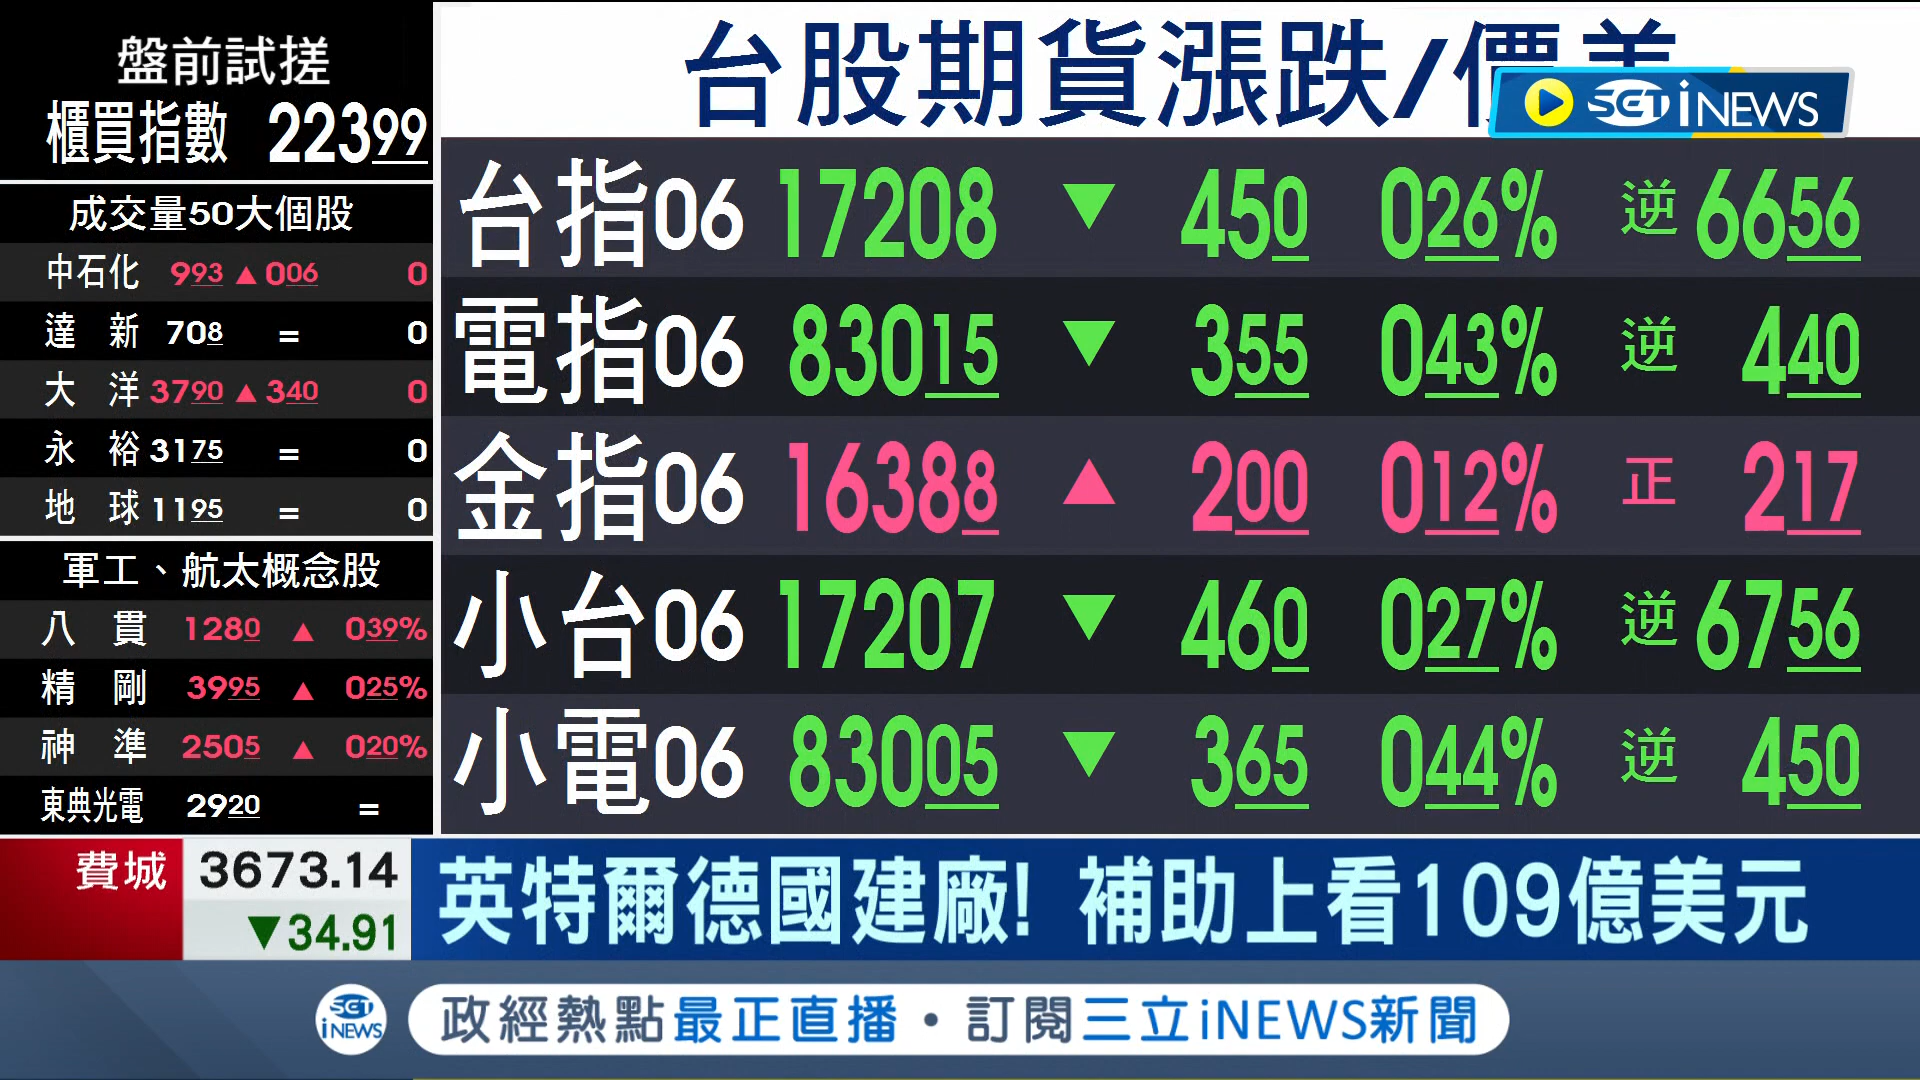 盤前試搓
櫃買指數 22399
成交量50大個股
中石化 993 ▲ 006 0
達新 708 = 0
大洋 3790 ▲ 340 0
永裕 3175 = 0
地球 1195 = 0
軍工、航太概念股
八貫 1280 ▲ 039%
精剛 3995 ▲ 025%
神準 2505 ▲ 020%
東典光電 2920 =
台股期貨漲跌/價差
SET iNEWS
台指06 17208 ▼ 450 026% 逆 6656
電指06 83015 ▼ 355 043% 逆 440
金指06 16388 ▲ 200 012% 正 217
小台06 17207 ▼ 460 027% 逆 6756
小電06 83005 ▼ 365 044% 逆 450
費城 3673.14
▼34.91
英特爾德國建廠! 補助上看109億美元
SET iNEWS
政經熱點最正直播・訂閱三立iNEWS新聞